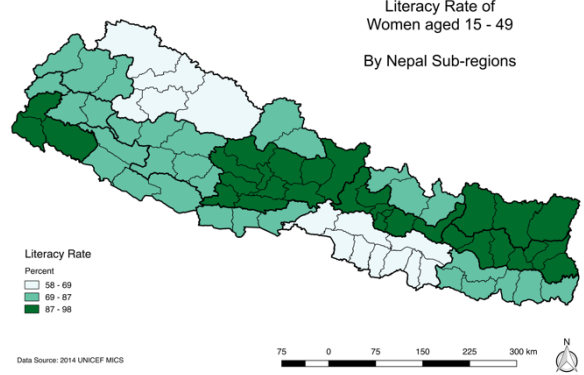 Literacy Rate of
Women aged 15 - 49
By Nepal Sub-regions
Literacy Rate
Percent
58 - 69
69 - 87
87 - 98
Data Source: 2014 UNICEF MICS
75 0 75 150 225 300 km
N